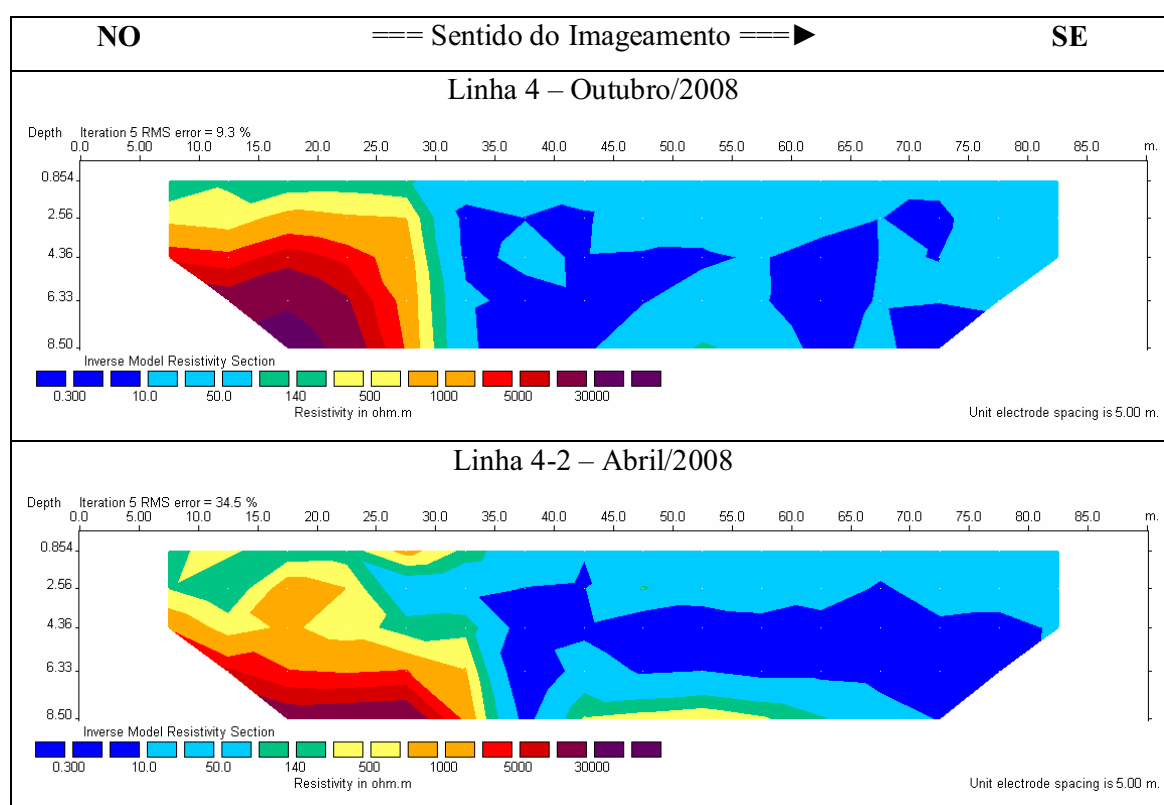 NO === Sentido do Imageamento ===► SE
Linha 4 – Outubro/2008
Depth Iteration 5 RMS error = 9.3 %
0.0 5.00 10.0 15.0 20.0 25.0 30.0 35.0 40.0 45.0 50.0 55.0 60.0 65.0 70.0 75.0 80.0 85.0 m.
0.854
2.56
4.36
6.33
8.50
Inverse Model Resistivity Section
0.300 10.0 50.0 140 500 1000 5000 30000
Resistivity in ohm.m Unit electrode spacing is 5.00 m.
Linha 4-2 – Abril/2008
Depth Iteration 5 RMS error = 34.5 %
0.0 5.00 10.0 15.0 20.0 25.0 30.0 35.0 40.0 45.0 50.0 55.0 60.0 65.0 70.0 75.0 80.0 85.0 m.
0.854
2.56
4.36
6.33
8.50
Inverse Model Resistivity Section
0.300 10.0 50.0 140 500 1000 5000 30000
Resistivity in ohm.m Unit electrode spacing is 5.00 m.